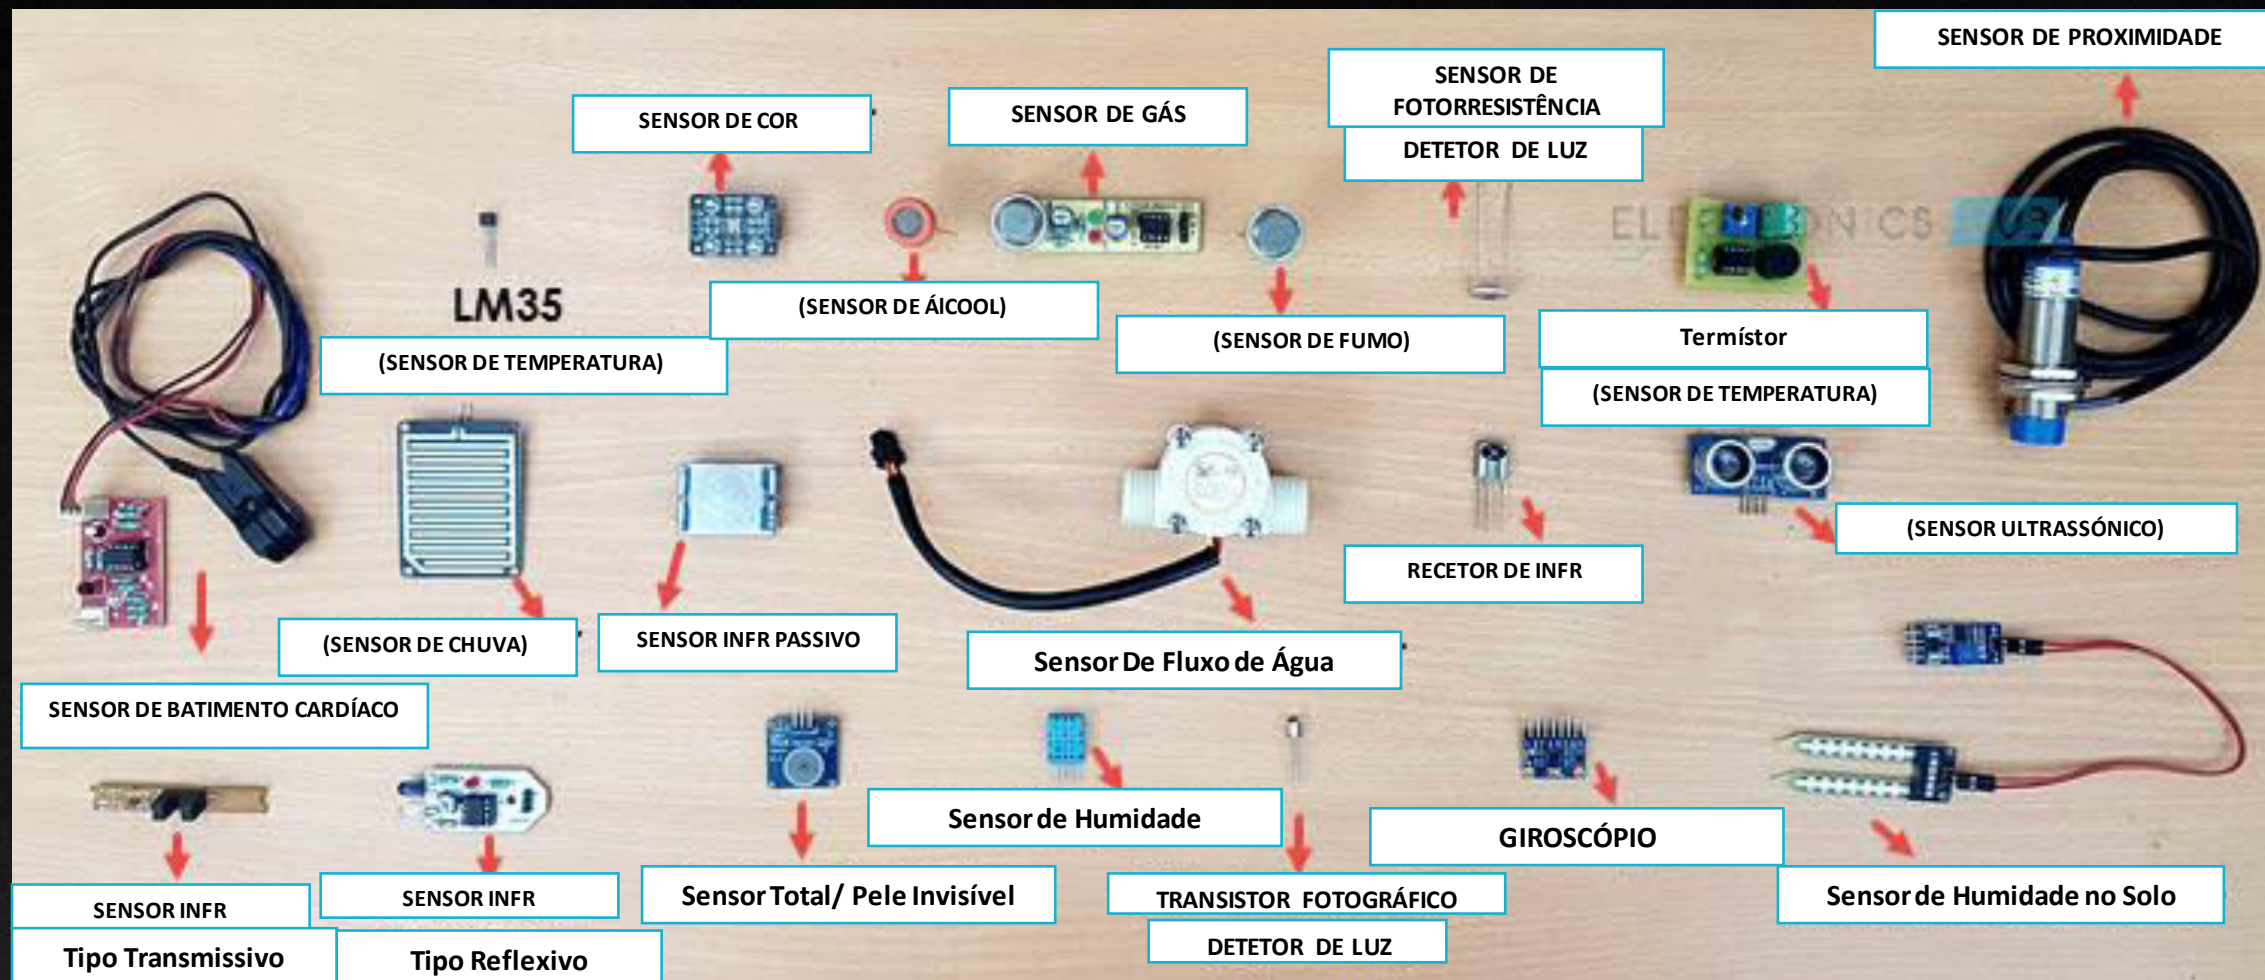 SENSOR DE PROXIMIDADE
SENSOR DE
FOTORRESISTÊNCIA
DETETOR DE LUZ
SENSOR DE COR
SENSOR DE GÁS
LM35
(SENSOR DE TEMPERATURA)
(SENSOR DE ÁlCOOL)
(SENSOR DE FUMO)
Termístor
(SENSOR DE TEMPERATURA)
(SENSOR ULTRASSÓNICO)
RECETOR DE INFR
(SENSOR DE CHUVA)
SENSOR INFR PASSIVO
Sensor De Fluxo de Água
SENSOR DE BATIMENTO CARDÍACO
Sensor de Humidade
GIROSCÓPIO
SENSOR INFR
Tipo Transmissivo
SENSOR INFR
Tipo Reflexivo
Sensor Total/ Pele Invisível
TRANSISTOR FOTOGRÁFICO
DETETOR DE LUZ
Sensor de Humidade no Solo